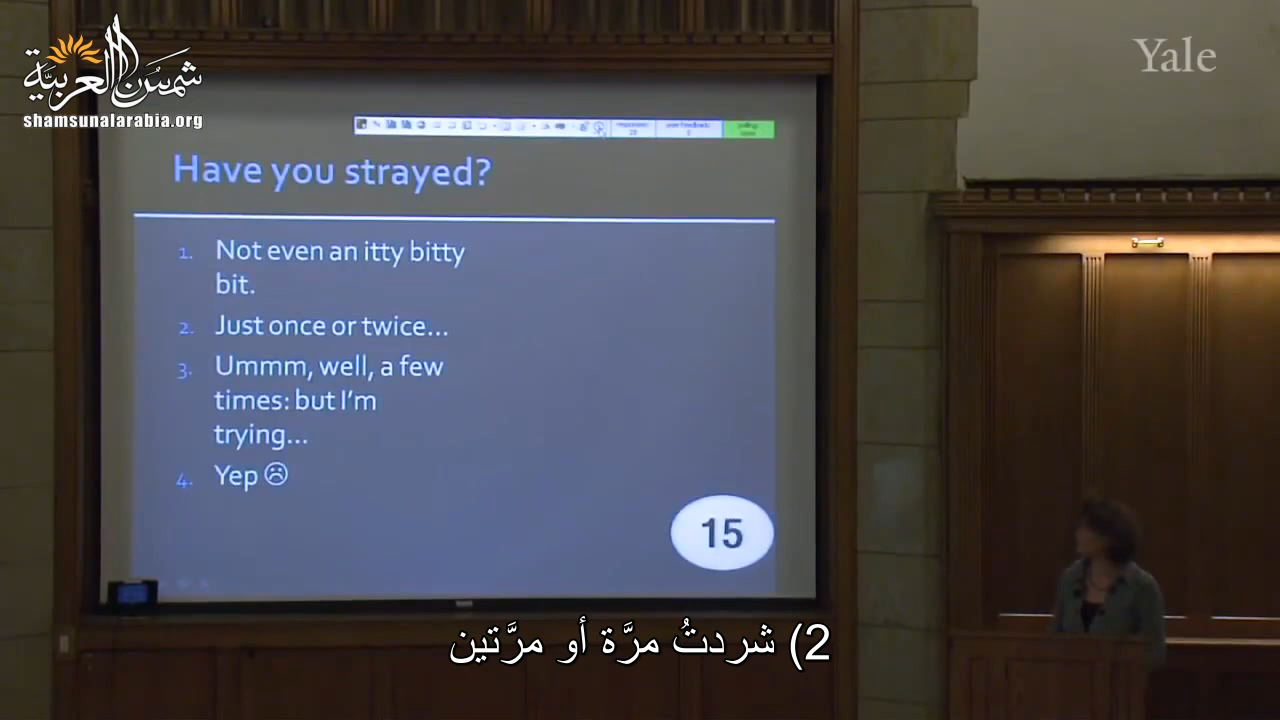 شمس العربية
shamsunalarabia.org
Yale
Have you strayed?
1. Not even an itty bitty
bit.
2. Just once or twice...
3. Ummm, well, a few
times: but I'm
trying...
4. Yep ☹
15
2) شردتُ مرَّة أو مرَّتين